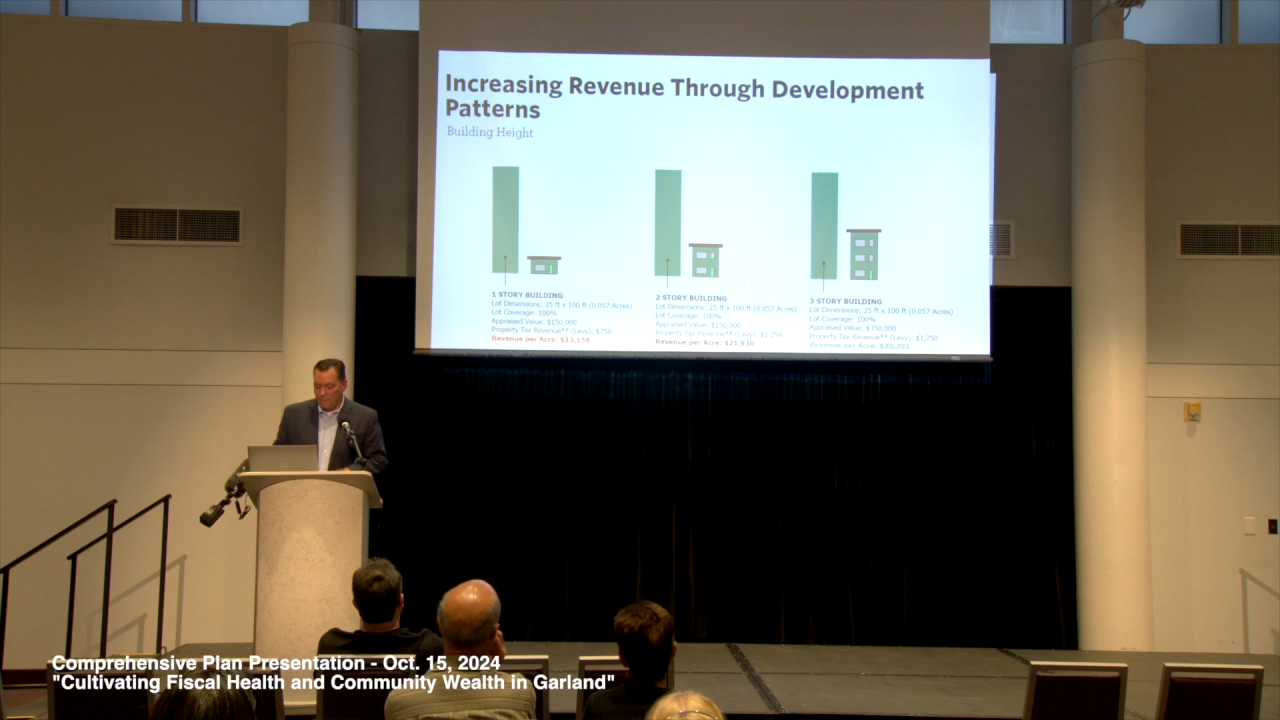 Increasing Revenue Through Development
Patterns
Building Height
1 STORY BUILDING
Lot Dimensions: 25 ft x 100 ft (0.057 Acres)
Lot Coverage: 100%
Appraised Value: $150,000
Property Tax Revenue** (Levy): $750
Revenue per Acre: $13,158
2 STORY BUILDING
Lot Dimensions: 25 ft x 100 ft (0.057 Acres)
Lot Coverage: 100%
Appraised Value: $250,000
Property Tax Revenue** (Levy): $1,250
Revenue per Acre: $21,930
3 STORY BUILDING
Lot Dimensions: 25 ft x 100 ft (0.057 Acres)
Lot Coverage: 100%
Appraised Value: $350,000
Property Tax Revenue** (Levy): $1,750
Revenue per Acre: $30,702
Comprehensive Plan Presentation - Oct. 15, 2024
"Cultivating Fiscal Health and Community Wealth in Garland"